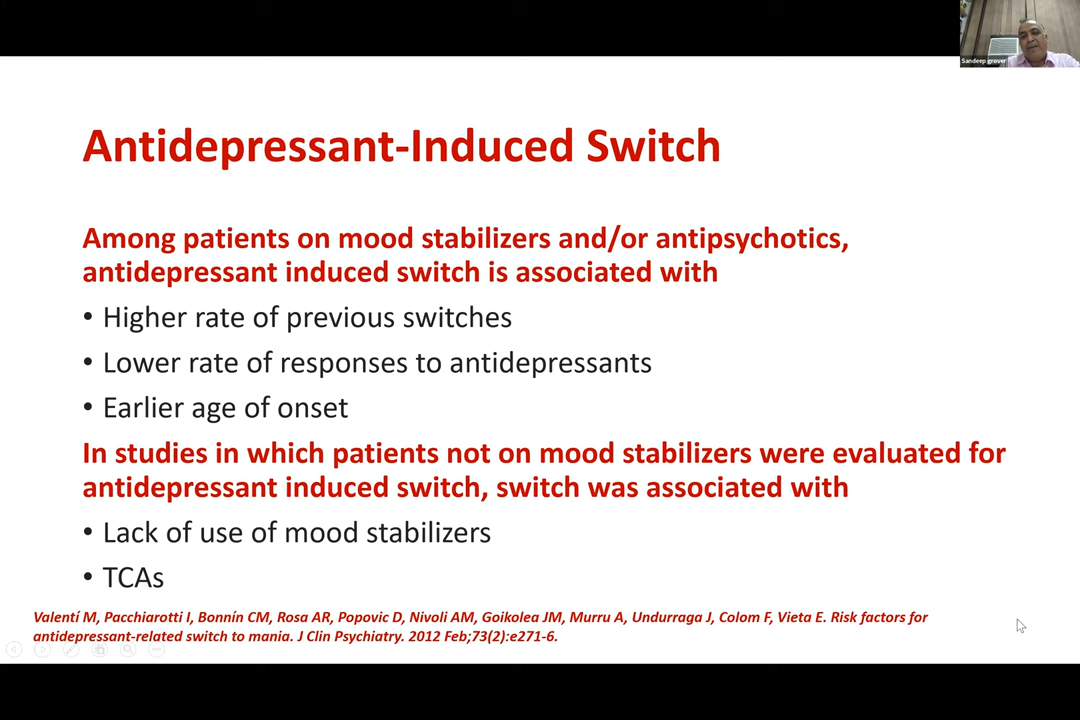 Sandeep grover
Antidepressant-Induced Switch
Among patients on mood stabilizers and/or antipsychotics,
antidepressant induced switch is associated with
• Higher rate of previous switches
• Lower rate of responses to antidepressants
• Earlier age of onset
In studies in which patients not on mood stabilizers were evaluated for
antidepressant induced switch, switch was associated with
• Lack of use of mood stabilizers
• TCAs
Valentí M, Pacchiarotti I, Bonnín CM, Rosa AR, Popovic D, Nivoli AM, Goikolea JM, Murru A, Undurraga J, Colom F, Vieta E. Risk factors for
antidepressant-related switch to mania. J Clin Psychiatry. 2012 Feb;73(2):e271-6.